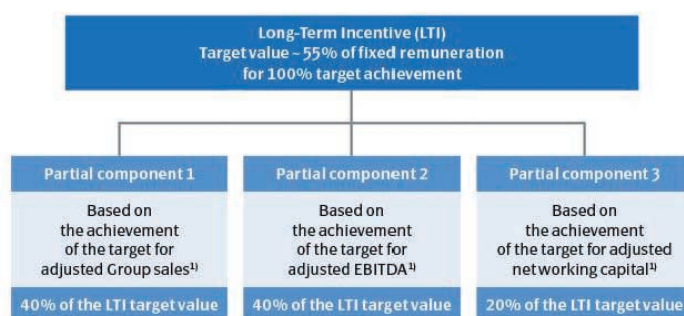 Long-Term Incentive (LTI)
Target value ~ 55% of fixed remuneration
for 100% target achievement
Partial component 1
Based on
the achievement
of the target for
adjusted Group sales¹⁾
40% of the LTI target value
Partial component 2
Based on
the achievement
of the target for
adjusted EBITDA¹⁾
40% of the LTI target value
Partial component 3
Based on
the achievement
of the target for adjusted
net working capital¹⁾
20% of the LTI target value